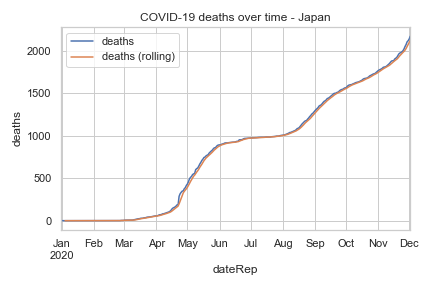 COVID-19 deaths over time - Japan
deaths
deaths (rolling)
2000
1500
1000
500
0
deaths
Jan Feb Mar Apr May Jun Jul Aug Sep Oct Nov Dec
2020
dateRep